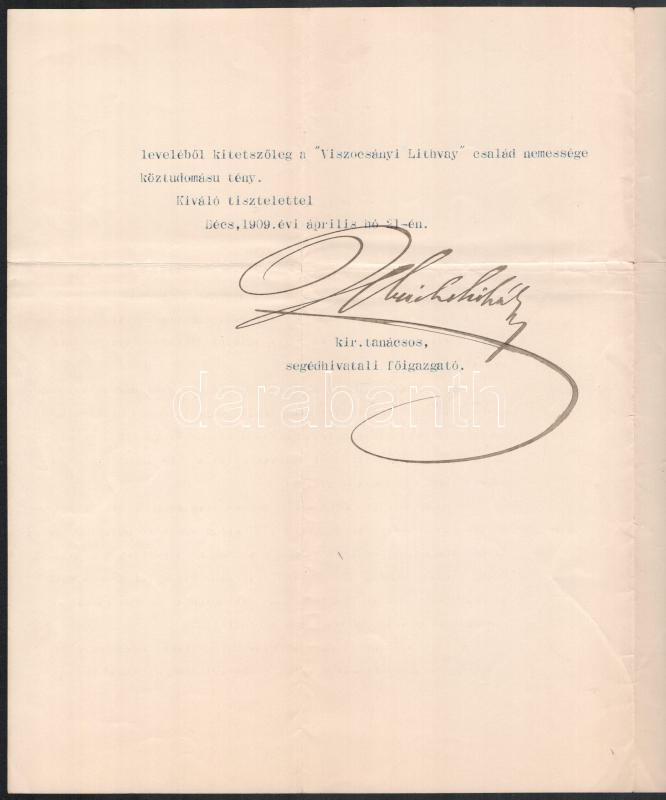 leveléből kitetszőleg a "Viszocsányi Lithvay" család nemessége
köztudomásu tény.
Kiváló tisztelettel
Bécs,1909.évi április hó 21-én.
kir.tanácsos,
segédhivatali főigazgató.
darabanth